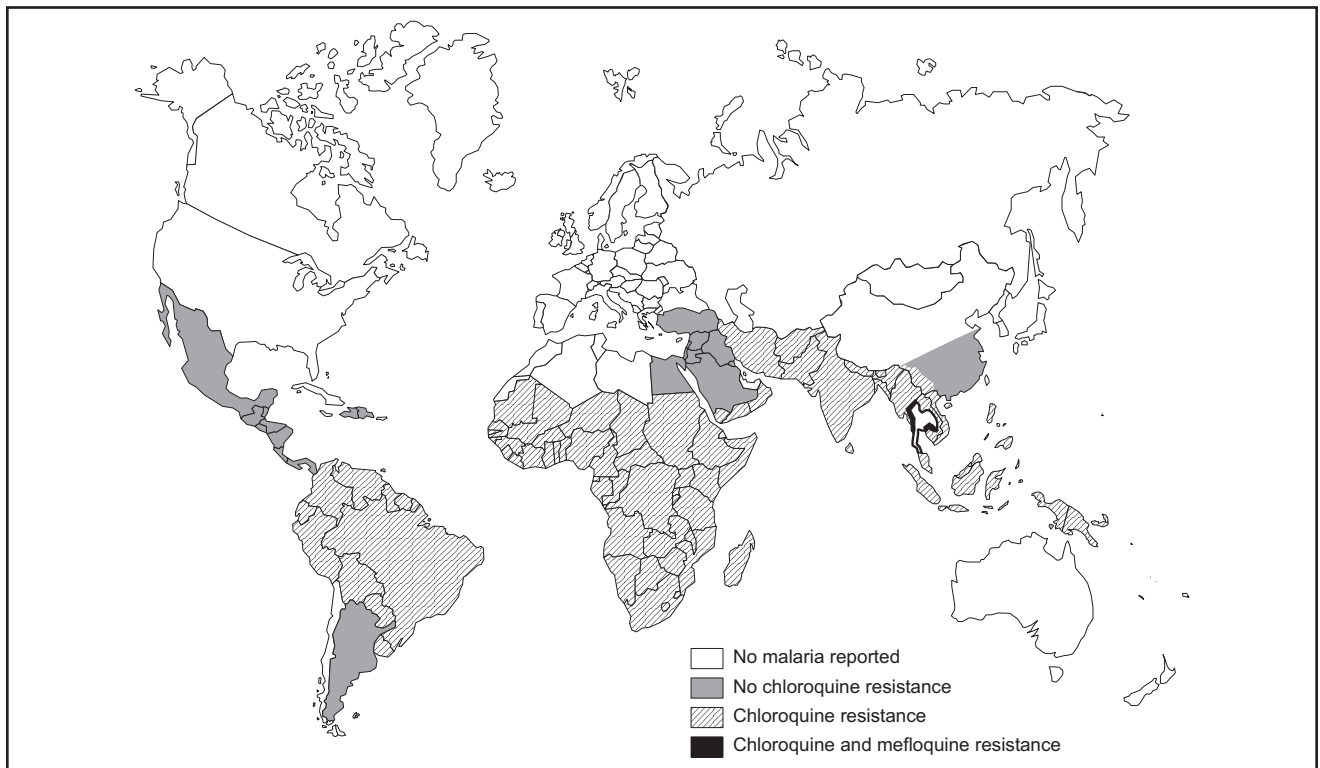 No malaria reported
No chloroquine resistance
Chloroquine resistance
Chloroquine and mefloquine resistance